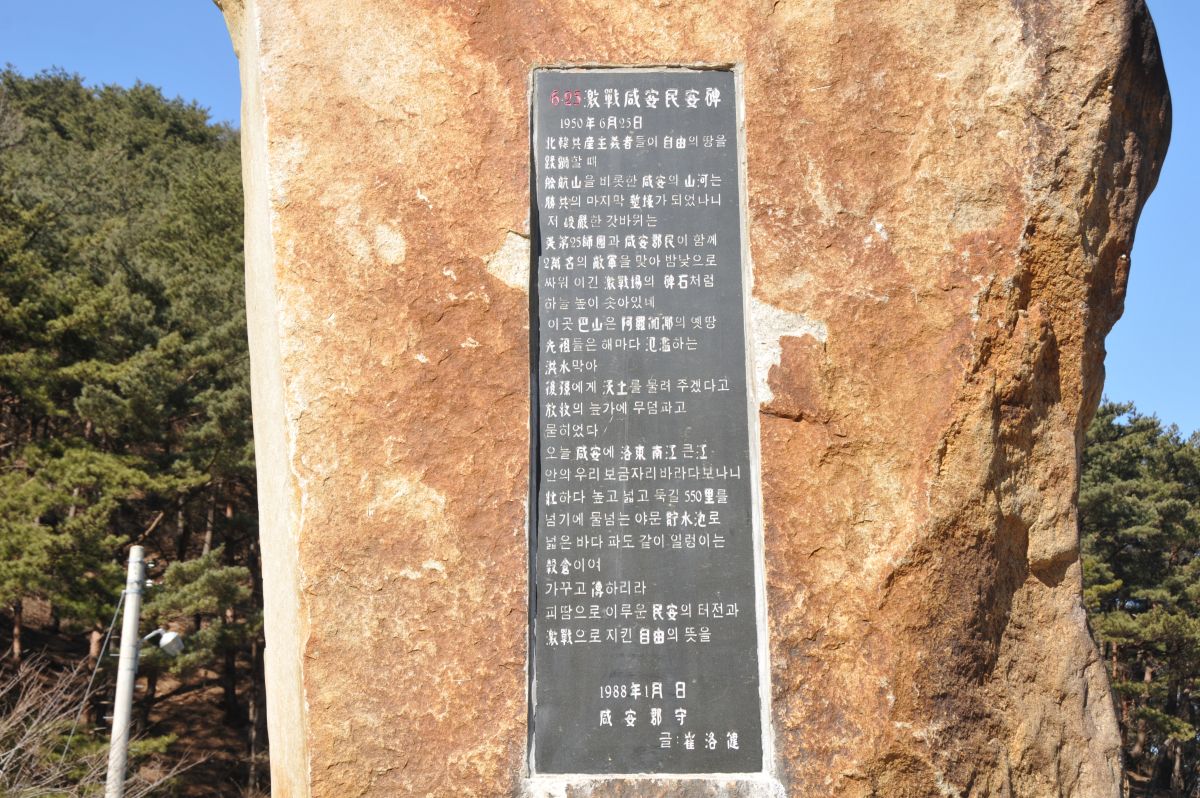 6·25 激戰咸安民安碑
1950年 6月25日
北韓共産主義者들이 自由의 땅을
蹂躪할 때
艅航山을 비롯한 咸安의 山河는
勝共의 마지막 堡壘가 되었나니
저 峻嚴한 갓바위는
美第25師團과 咸安郡民이 함께
2萬名의 敵軍을 맞아 밤낮으로
싸워 이긴 激戰場의 碑石처럼
하늘 높이 솟아있네
이곳 巴山은 阿羅伽倻의 옛땅
先祖들은 해마다 氾濫하는
洪水막아
後孫에게 沃土를 물려 주겠다고
放牧의 늪가에 무덤파고
묻히었다
오늘 咸安에 洛東 南江 큰江
안의 우리 보금자리 바라다보나니
壯하다 높고 넓고 둑길 550里를
넘기에 물넘는 야문 貯水池로
넓은 바다 파도 같이 일렁이는
穀倉이여
가꾸고 傳하리라
피땀으로 이루운 民安의 터전과
激戰으로 지킨 自由의 뜻을
1988年 1月 日
咸安郡守
글: 崔洛健